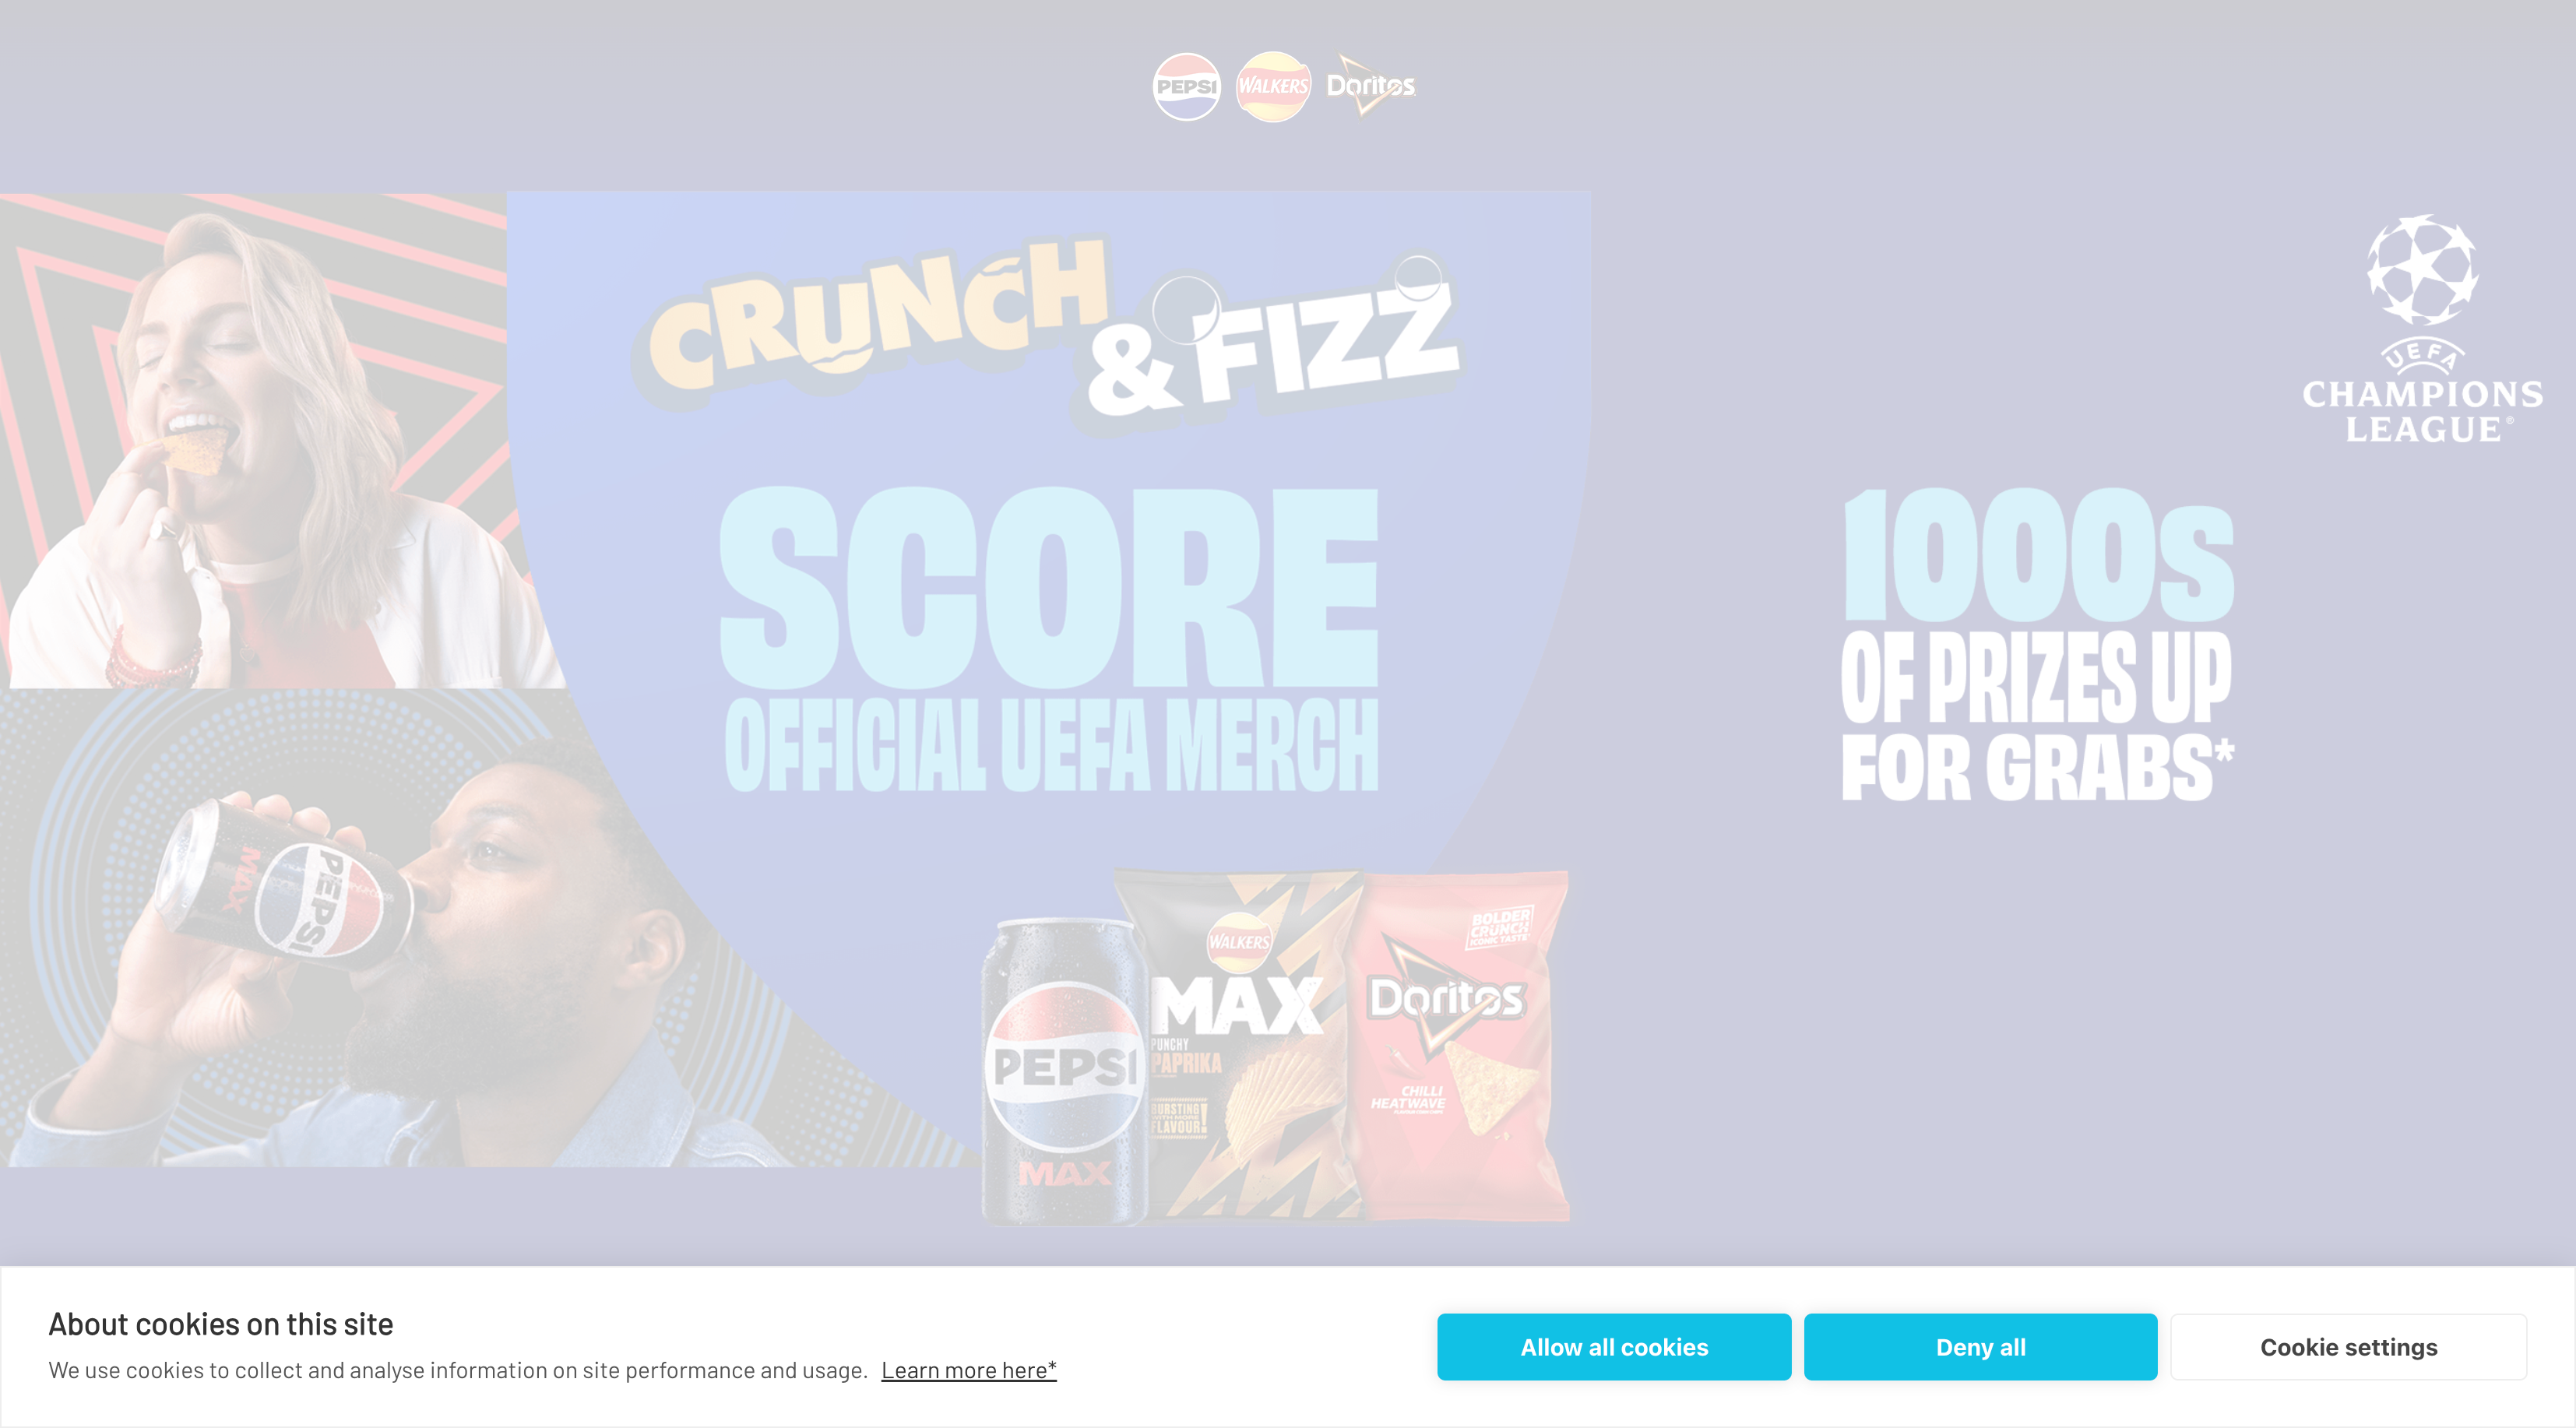 PEPSI
WALKERS
Doritos
CRUNCH
& FIZZ
UEFA
CHAMPIONS
LEAGUE®
SCORE
OFFICIAL UEFA MERCH
1000s
OF PRIZES UP
FOR GRABS*
PEPSI
MAX
PEPSI
MAX
WALKERS
MAX
PUNCHY
PAPRIKA
BURSTING
WITH MORE
FLAVOUR!
BOLDER
CRUNCH
ICONIC TASTE
Doritos
CHILLI
HEATWAVE
About cookies on this site
We use cookies to collect and analyse information on site performance and usage. Learn more here*
Allow all cookies
Deny all
Cookie settings